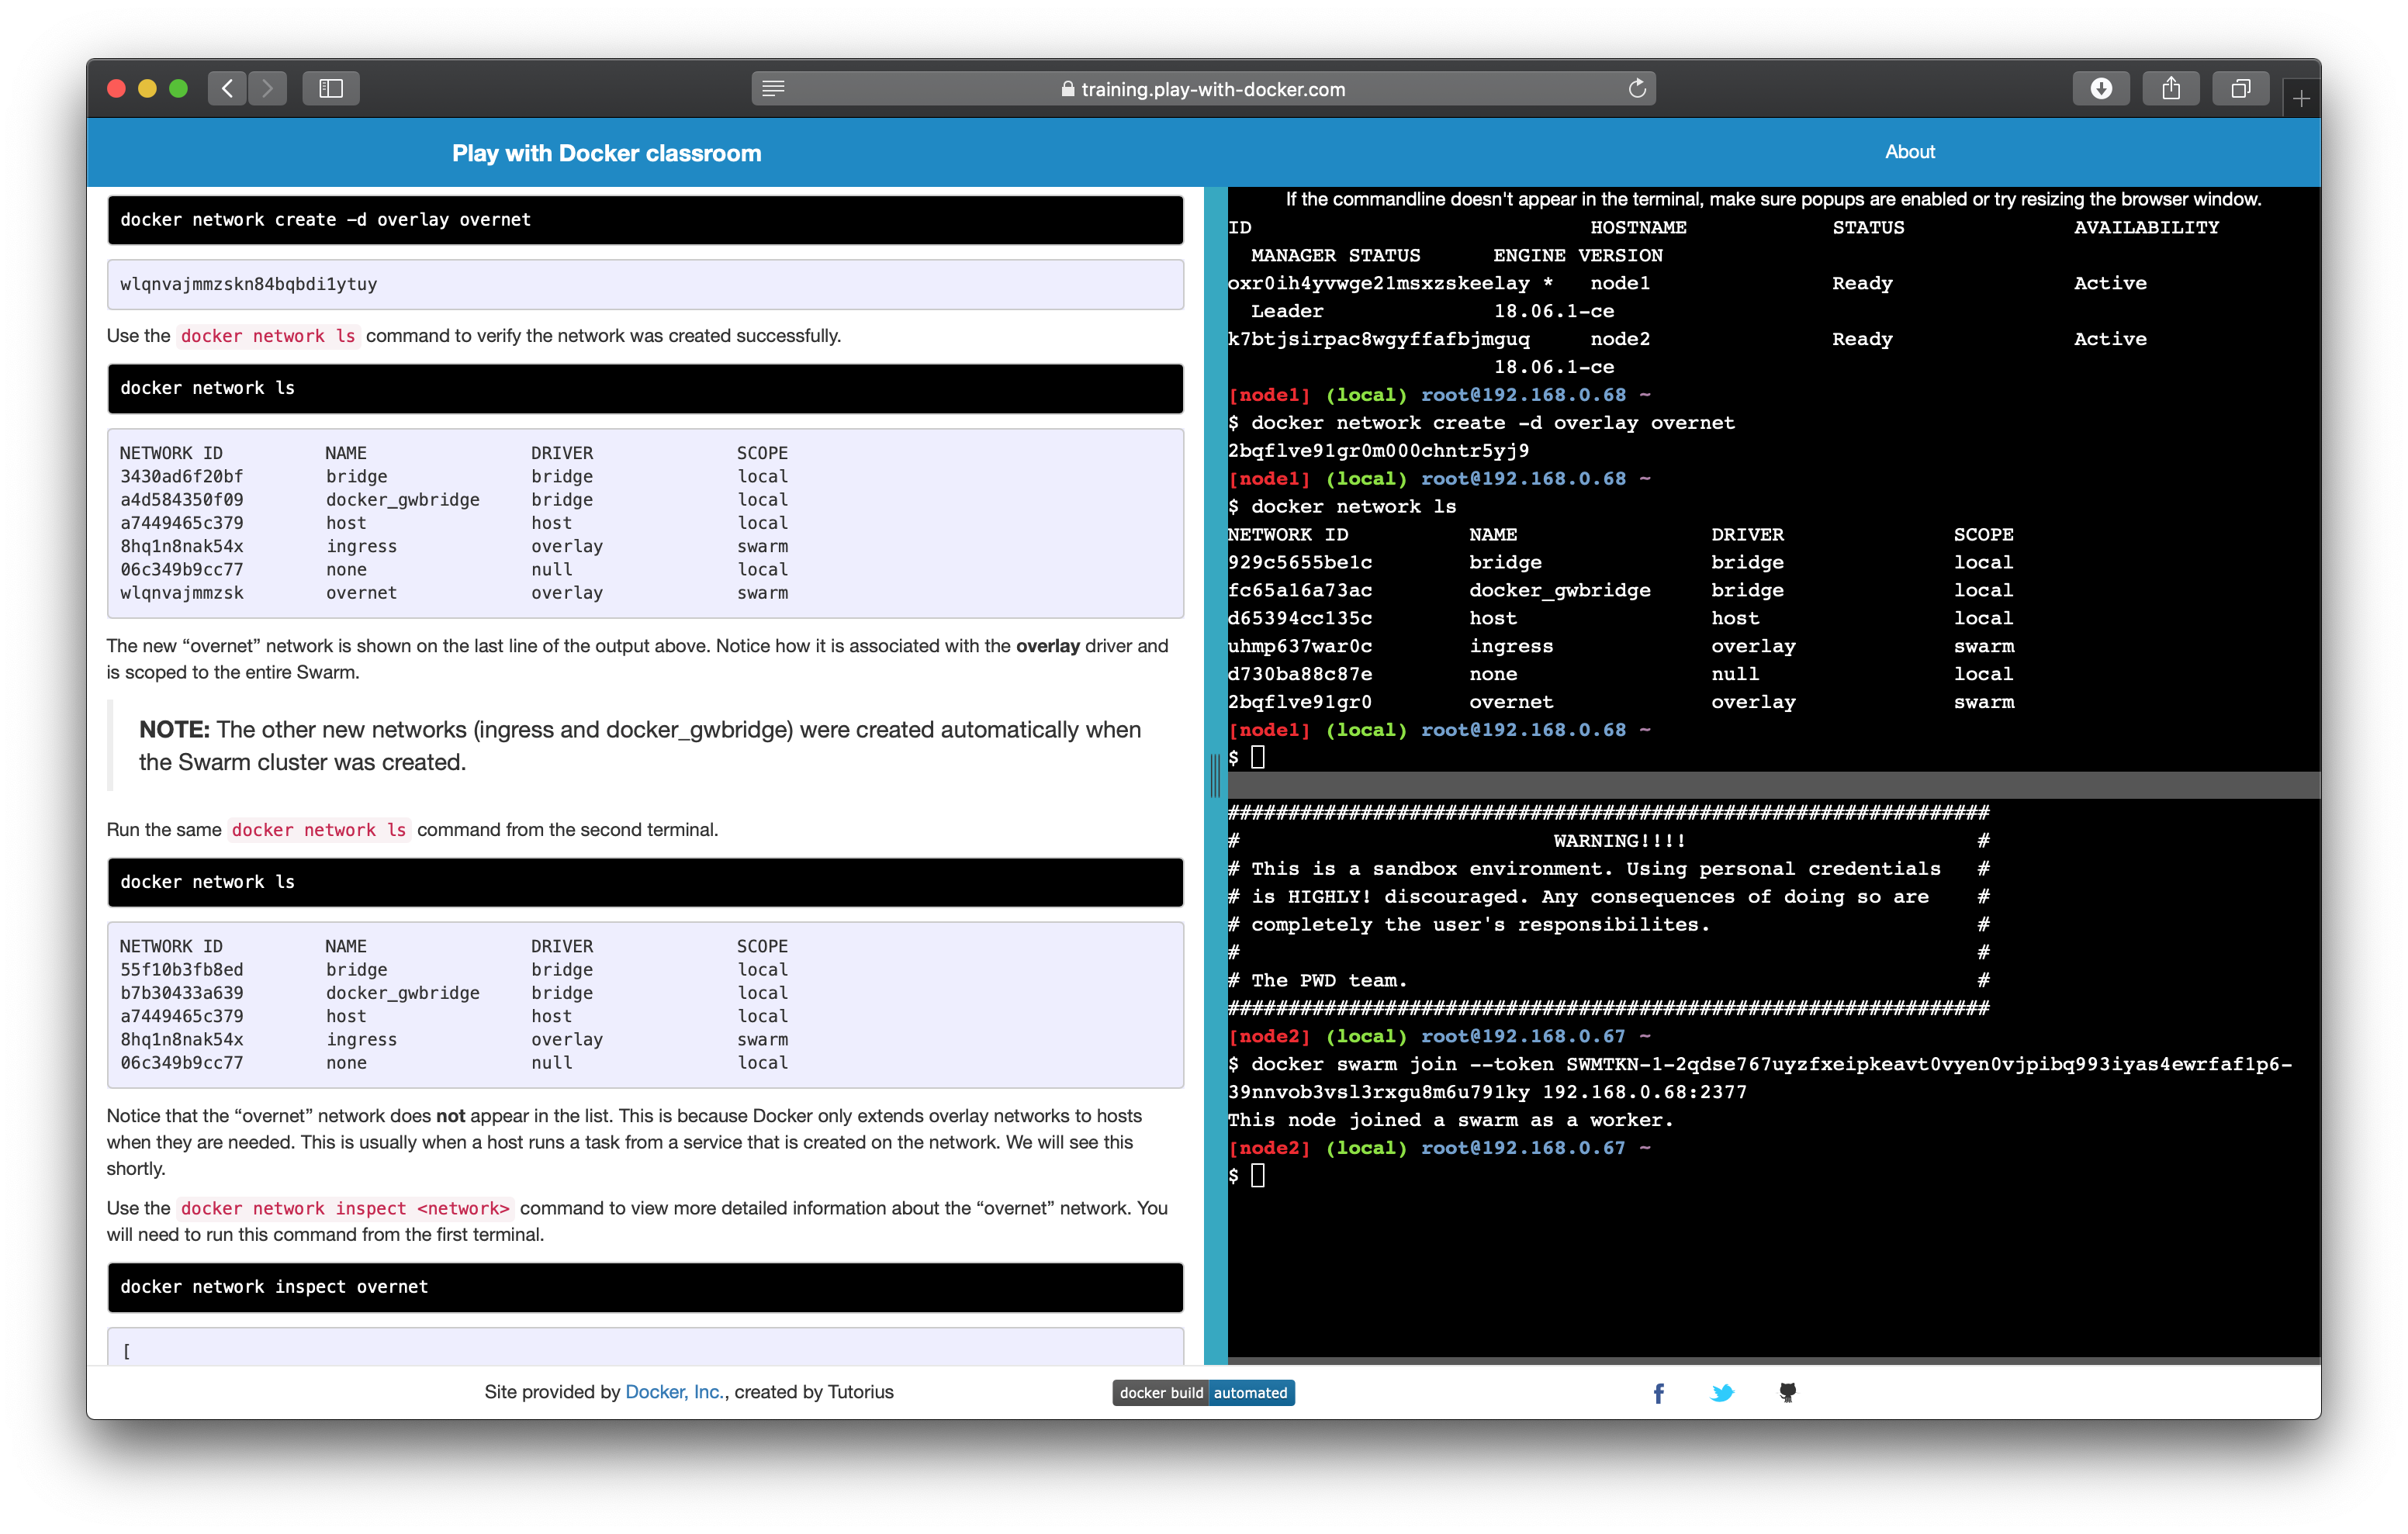 training.play-with-docker.com
Play with Docker classroom
About
docker network create -d overlay overnet
wlqnvajmmzskn84bqbdi1ytuy
Use the docker network ls command to verify the network was created successfully.
docker network ls
NETWORK ID NAME DRIVER SCOPE
3430ad6f20bf bridge bridge local
a4d584350f09 docker_gwbridge bridge local
a7449465c379 host host local
8hq1n8nak54x ingress overlay swarm
06c349b9cc77 none null local
wlqnvajmmzsk overnet overlay swarm
The new “overnet” network is shown on the last line of the output above. Notice how it is associated with the overlay driver and
is scoped to the entire Swarm.
NOTE: The other new networks (ingress and docker_gwbridge) were created automatically when
the Swarm cluster was created.
Run the same docker network ls command from the second terminal.
docker network ls
NETWORK ID NAME DRIVER SCOPE
55f10b3fb8ed bridge bridge local
b7b30433a639 docker_gwbridge bridge local
a7449465c379 host host local
8hq1n8nak54x ingress overlay swarm
06c349b9cc77 none null local
Notice that the “overnet” network does not appear in the list. This is because Docker only extends overlay networks to hosts
when they are needed. This is usually when a host runs a task from a service that is created on the network. We will see this
shortly.
Use the docker network inspect <network> command to view more detailed information about the “overnet” network. You
will need to run this command from the first terminal.
docker network inspect overnet
[
If the commandline doesn't appear in the terminal, make sure popups are enabled or try resizing the browser window.
ID HOSTNAME STATUS AVAILABILITY
MANAGER STATUS ENGINE VERSION
oxr0ih4yvwge21msxzskeelay * node1 Ready Active
Leader 18.06.1-ce
k7btjsirpac8wgyffafbjmguq node2 Ready Active
18.06.1-ce
[node1] (local) root@192.168.0.68 ~
$ docker network create -d overlay overnet
2bqflve91gr0m000chntr5yj9
[node1] (local) root@192.168.0.68 ~
$ docker network ls
NETWORK ID NAME DRIVER SCOPE
929c5655be1c bridge bridge local
fc65a16a73ac docker_gwbridge bridge local
d65394cc135c host host local
uhmp637war0c ingress overlay swarm
d730ba88c87e none null local
2bqflve91gr0 overnet overlay swarm
[node1] (local) root@192.168.0.68 ~
$
###############################################################
# WARNING!!!! #
# This is a sandbox environment. Using personal credentials #
# is HIGHLY! discouraged. Any consequences of doing so are #
# completely the user's responsibilites. #
# #
# The PWD team. #
###############################################################
[node2] (local) root@192.168.0.67 ~
$ docker swarm join --token SWMTKN-1-2qdse767uyzfxeipkeavt0vyen0vjpibq993iyas4ewrfaf1p6-
39nnvob3vsl3rxgu8m6u791ky 192.168.0.68:2377
This node joined a swarm as a worker.
[node2] (local) root@192.168.0.67 ~
$
Site provided by Docker, Inc., created by Tutorius
docker build automated